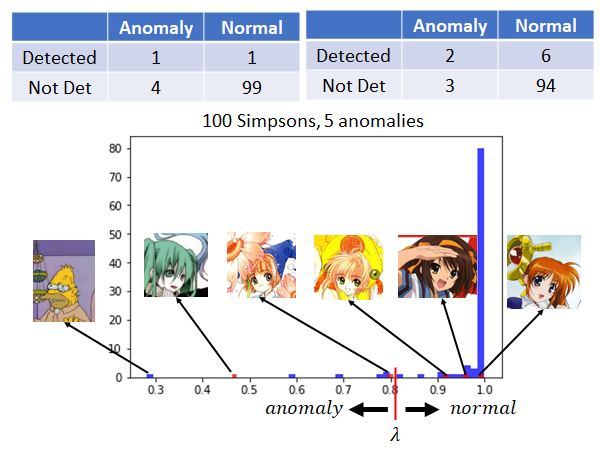 Anomaly Normal
Detected 1 1
Not Det 4 99
Anomaly Normal
Detected 2 6
Not Det 3 94
100 Simpsons, 5 anomalies
80
70
60
50
40
30
20
10
0
0.3 0.4 0.5 0.6 0.7 0.8 0.9 1.0
anomaly normal
λ